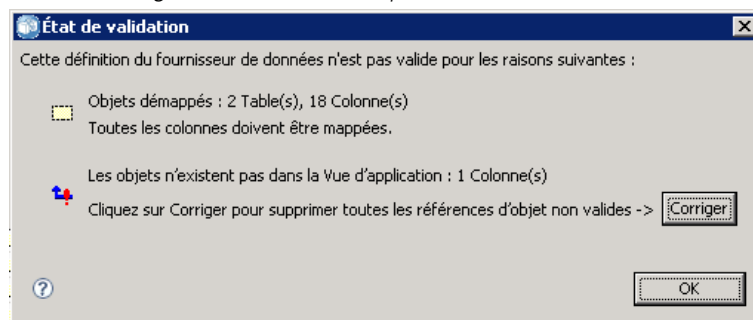 État de validation
Cette définition du fournisseur de données n'est pas valide pour les raisons suivantes :
Objets démappés : 2 Table(s), 18 Colonne(s)
Toutes les colonnes doivent être mappées.
Les objets n’existent pas dans la Vue d’application : 1 Colonne(s)
Cliquez sur Corriger pour supprimer toutes les références d’objet non valides -> Corriger
OK